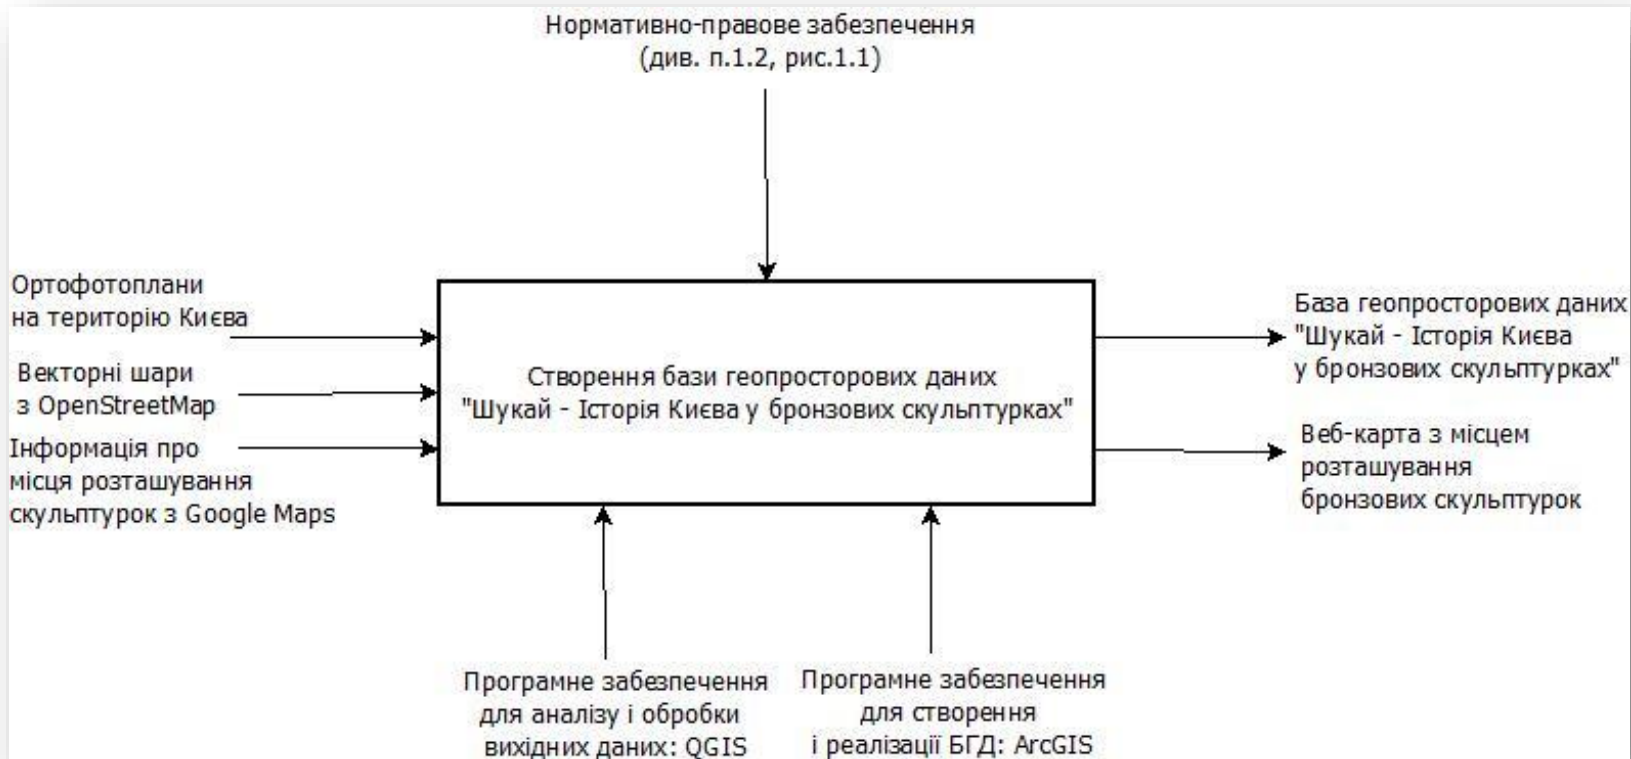 Нормативно-правове забезпечення
(див. п.1.2, рис.1.1)
Ортофотоплани
на територію Києва
Векторні шари
з OpenStreetMap
Інформація про
місця розташування
скульптурок з Google Maps
Створення бази геопросторових даних
"Шукай - Історія Києва у бронзових скульптурках"
База геопросторових даних
"Шукай - Історія Києва
у бронзових скульптурках"
Веб-карта з місцем
розташування
бронзових скульптурок
Програмне забезпечення
для аналізу і обробки
вихідних даних: QGIS
Програмне забезпечення
для створення
і реалізації БГД: ArcGIS